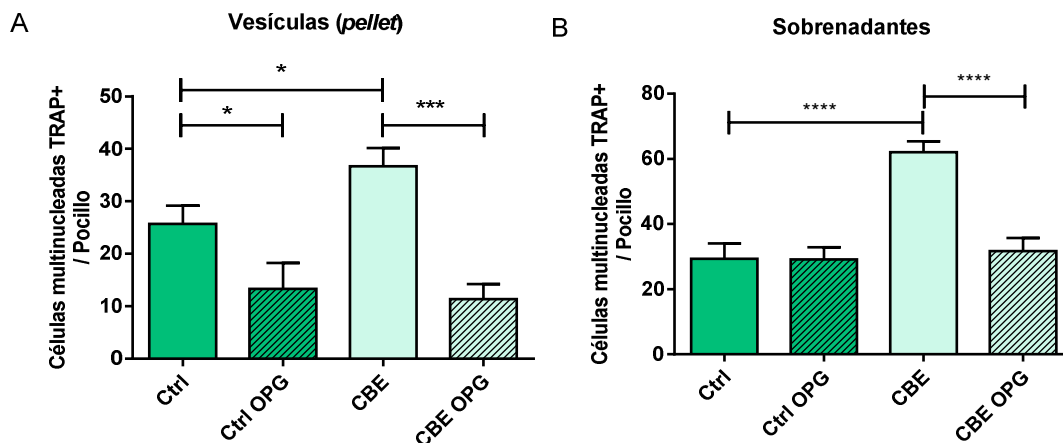 A
Vesículas (pellet)
Células multinucleadas TRAP+
/ Pocillo
50
40
30
20
10
0
*
*
***
Ctrl
Ctrl OPG
CBE
CBE OPG
B
Sobrenadantes
Células multinucleadas TRAP+
/ Pocillo
80
60
40
20
0
****
****
Ctrl
Ctrl OPG
CBE
CBE OPG